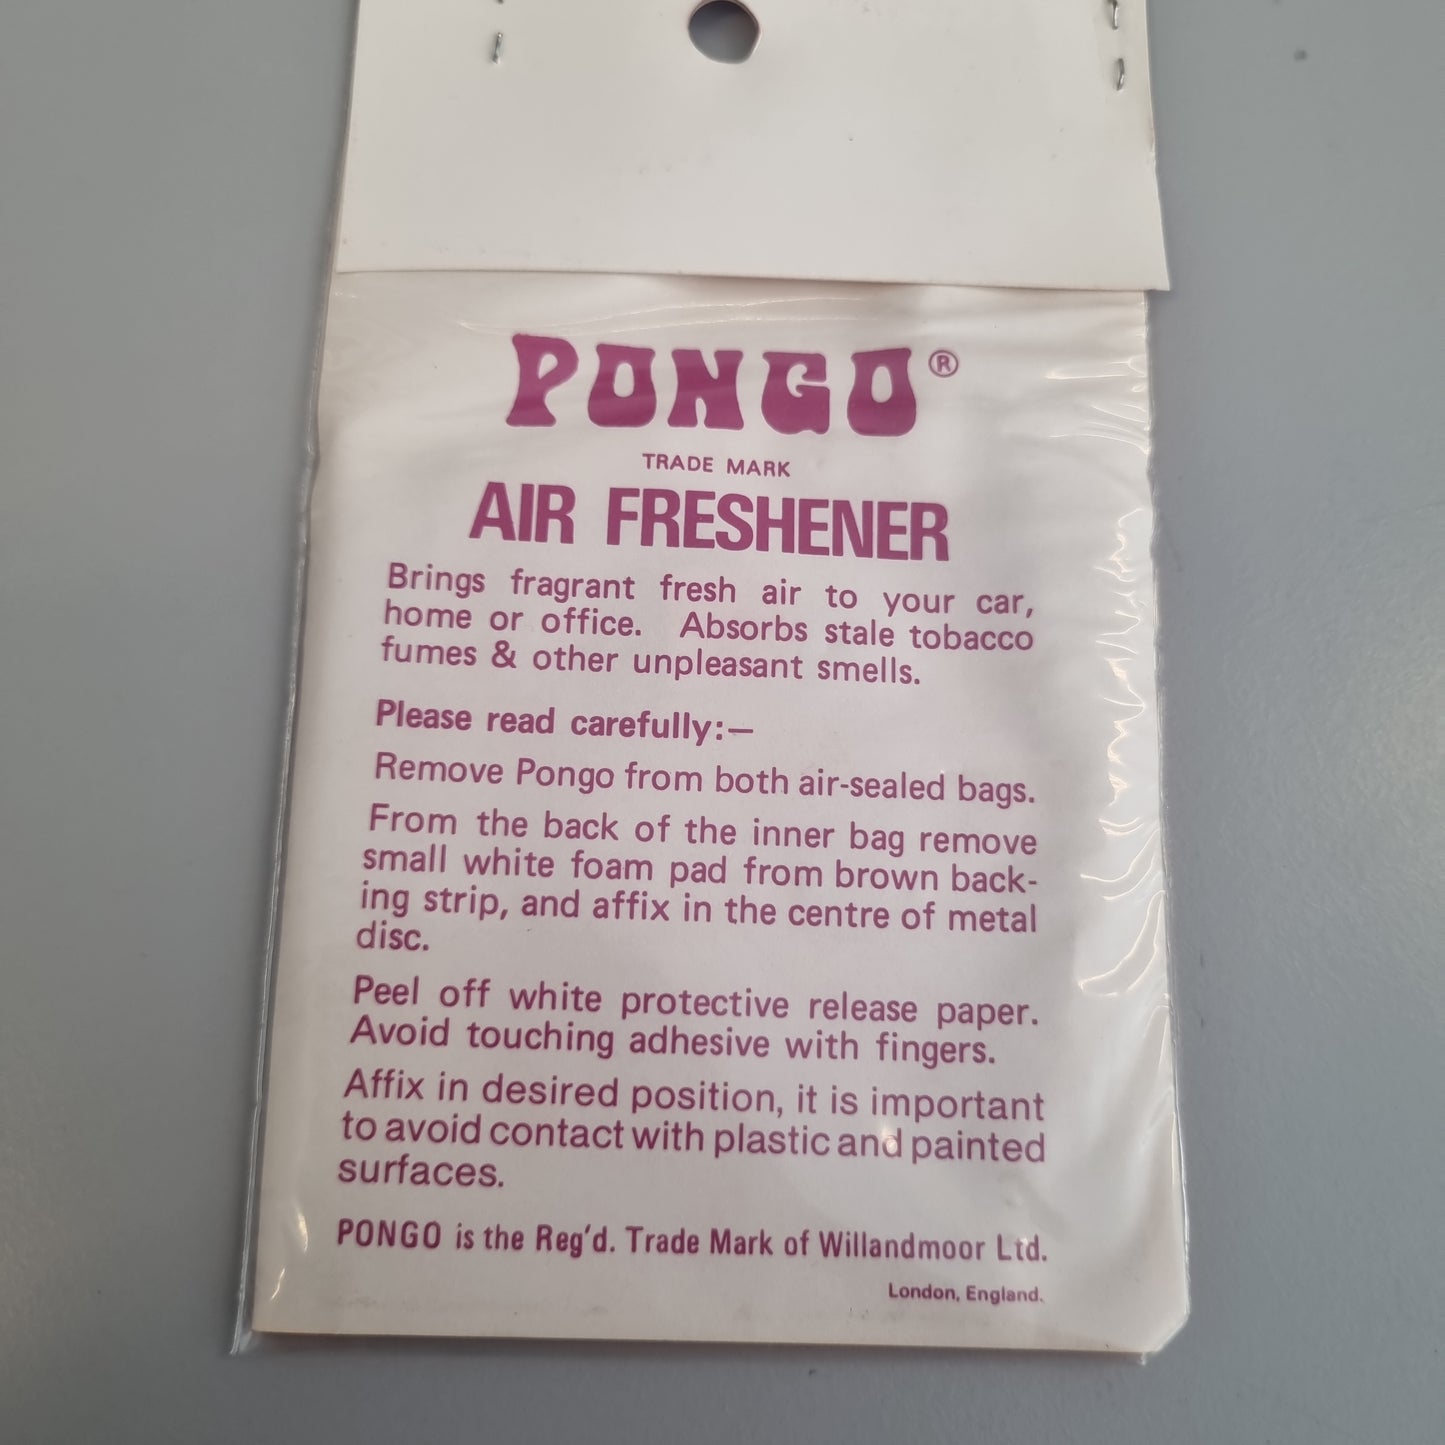 PONGO®
TRADE MARK
AIR FRESHENER
Brings fragrant fresh air to your car,
home or office. Absorbs stale tobacco
fumes & other unpleasant smells.
Please read carefully:—
Remove Pongo from both air-sealed bags.
From the back of the inner bag remove
small white foam pad from brown back-
ing strip, and affix in the centre of metal
disc.
Peel off white protective release paper.
Avoid touching adhesive with fingers.
Affix in desired position, it is important
to avoid contact with plastic and painted
surfaces.
PONGO is the Reg'd. Trade Mark of Willandmoor Ltd.
London, England.